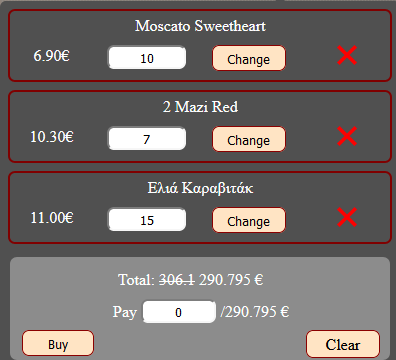 Moscato Sweetheart
6.90€ 10 Change
2 Mazi Red
10.30€ 7 Change
Ελιά Καραβιτάκ
11.00€ 15 Change
Total: 306.1 290.795 €
Pay 0 /290.795 €
Buy Clear